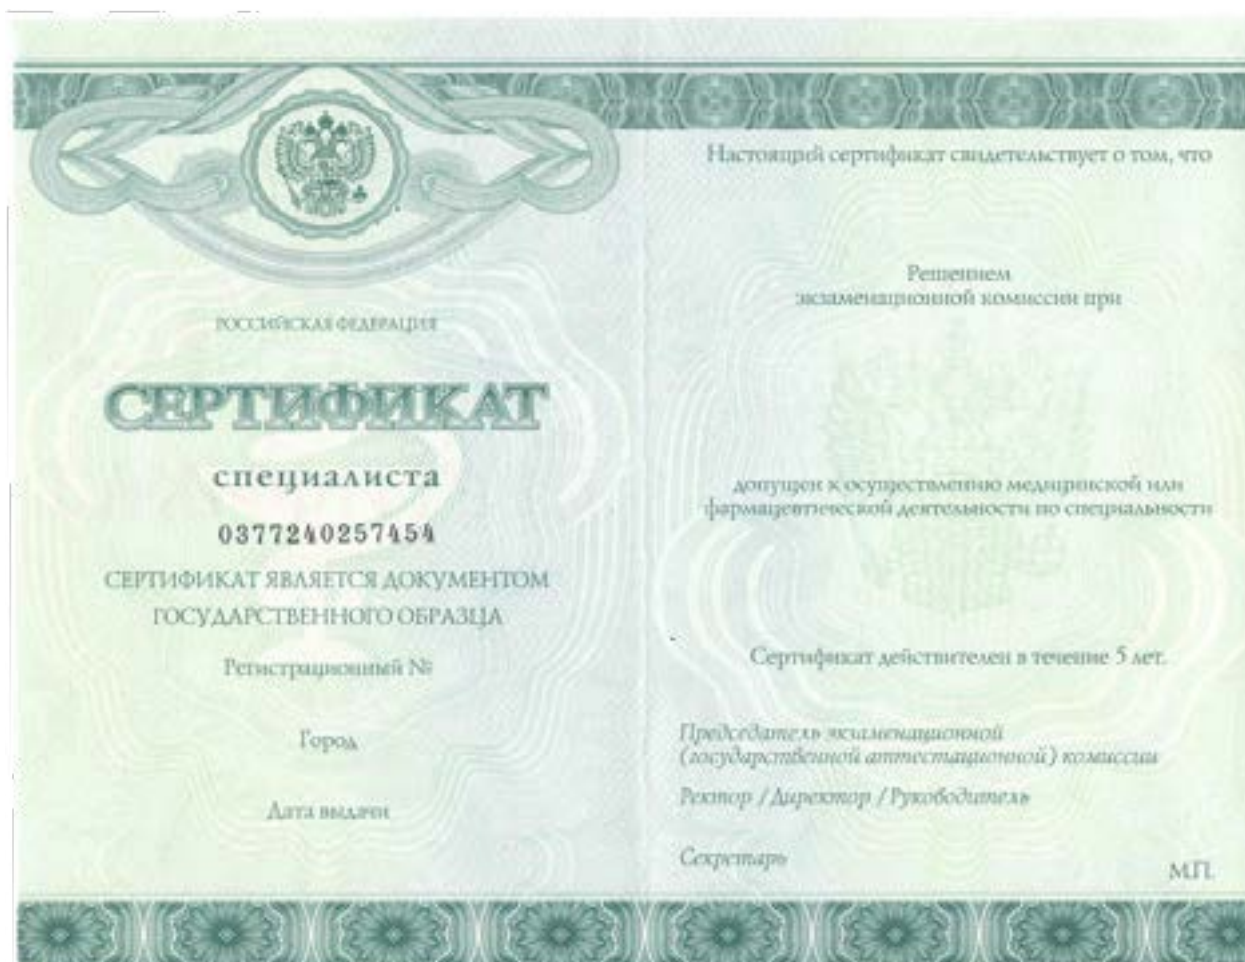 РОССИЙСКАЯ ФЕДЕРАЦИЯ
СЕРТИФИКАТ
специалиста
0377240257454
СЕРТИФИКАТ ЯВЛЯЕТСЯ ДОКУМЕНТОМ
ГОСУДАРСТВЕННОГО ОБРАЗЦА
Регистрационный №
Город
Дата выдачи
Настоящий сертификат свидетельствует о том, что
Решением
экзаменационной комиссии при
допущен к осуществлению медицинской или
фармацевтической деятельности по специальности
Сертификат действителен в течение 5 лет.
Председатель экзаменационной
(государственной аттестационной) комиссии
Ректор / Директор / Руководитель
Секретарь
М.П.